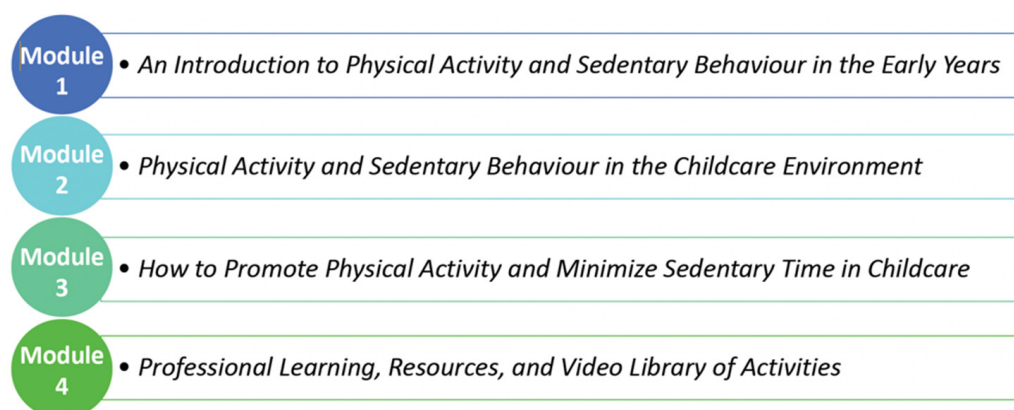 Module
1
• An Introduction to Physical Activity and Sedentary Behaviour in the Early Years
Module
2
• Physical Activity and Sedentary Behaviour in the Childcare Environment
Module
3
• How to Promote Physical Activity and Minimize Sedentary Time in Childcare
Module
4
• Professional Learning, Resources, and Video Library of Activities